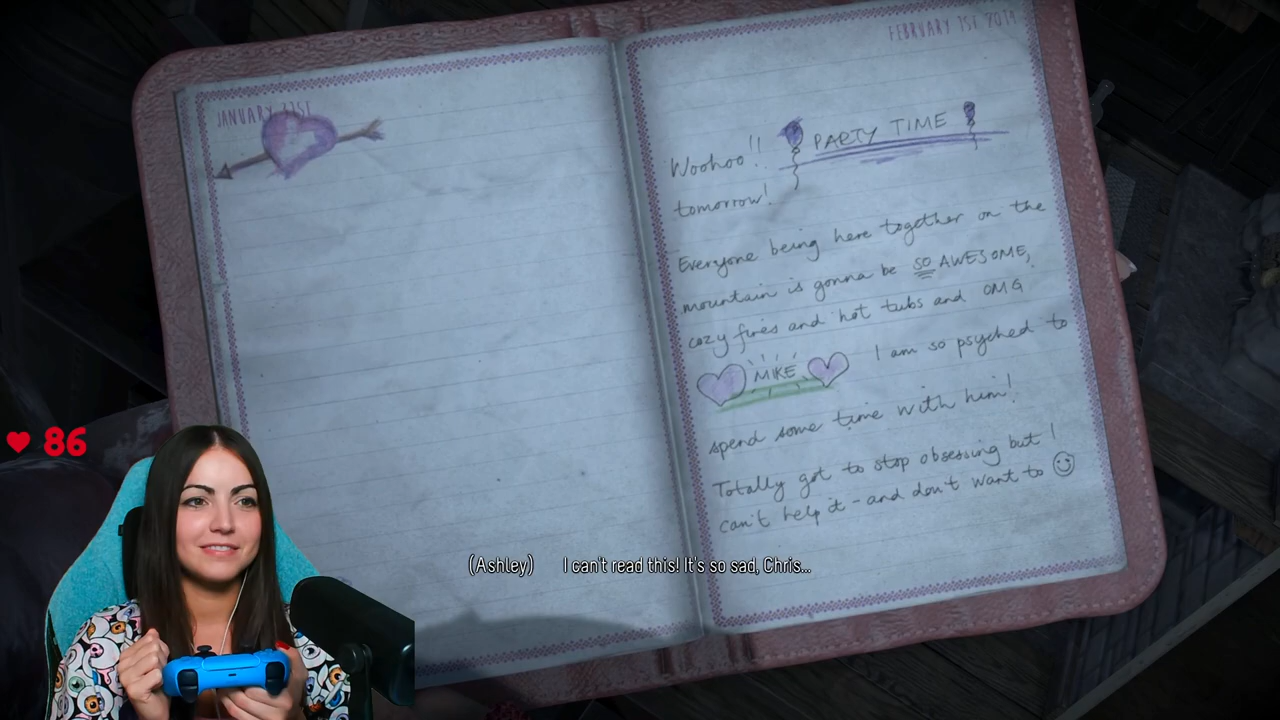 JANUARY 31ST
FEBRUARY 1ST 2014
Woohoo!! PARTY TIME
tomorrow!
Everyone being here together on the
mountain is gonna be SO AWESOME,
cozy fires and hot tubs and OMG
MIKE I am so psyched to
spend some time with him!
Totally got to stop obsessing but I
can't help it - and don't want to
86
(Ashley) I can't read this! It's so sad, Chris...